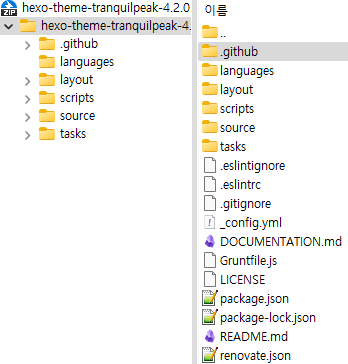 ZIP
hexo-theme-tranquilpeak-4.2.0
hexo-theme-tranquilpeak-4.
.github
languages
layout
scripts
source
tasks
이름
..
.github
languages
layout
scripts
source
tasks
.eslintignore
.eslintrc
.gitignore
_config.yml
DOCUMENTATION.md
Gruntfile.js
LICENSE
package.json
package-lock.json
README.md
renovate.json